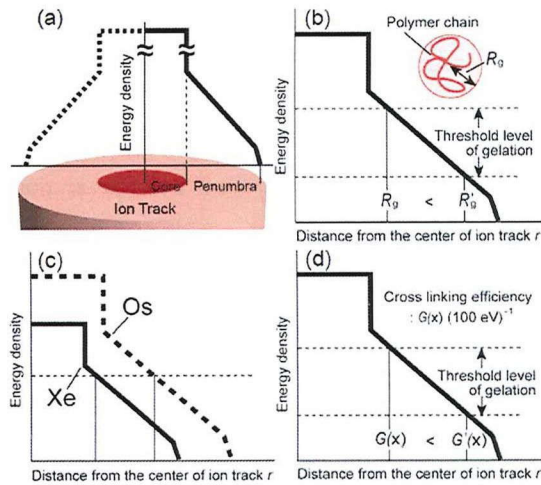 (a)
Energy density
Core
Penumbra
Ion Track
(b)
Polymer chain
Rg
Energy density
Threshold level
of gelation
Rg < R'g
Distance from the center of ion track r
(c)
Os
Xe
Energy density
Distance from the center of ion track r
(d)
Cross linking efficiency
: G(x) (100 eV)⁻¹
Energy density
Threshold level
of gelation
G(x) < G'(x)
Distance from the center of ion track r